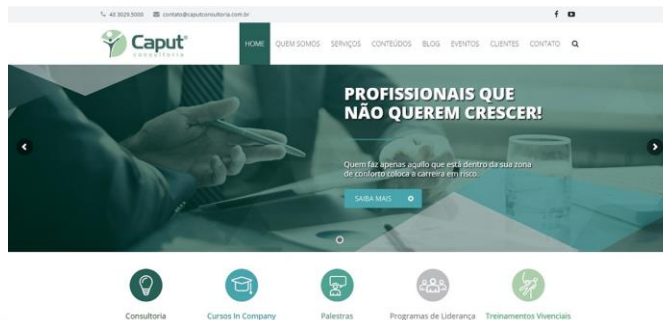 43 3029.5000 contato@caputconsultoria.com.br
Caput
consultoria
HOME QUEM SOMOS SERVIÇOS CONTEÚDOS BLOG EVENTOS CLIENTES CONTATO
PROFISSIONAIS QUE
NÃO QUEREM CRESCER!
Quem faz apenas aquilo que está dentro da sua zona
de conforto coloca a carreira em risco.
SAIBA MAIS
Consultoria Cursos In Company Palestras Programas de Liderança Treinamentos Vivenciais